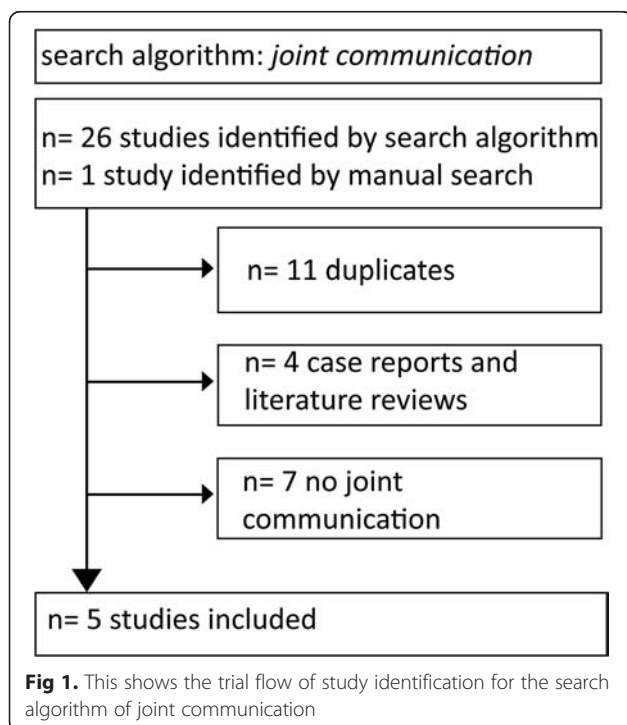 search algorithm: joint communication
n= 26 studies identified by search algorithm
n= 1 study identified by manual search
n= 11 duplicates
n= 4 case reports and
literature reviews
n= 7 no joint
communication
n= 5 studies included
Fig 1. This shows the trial flow of study identification for the search
algorithm of joint communication